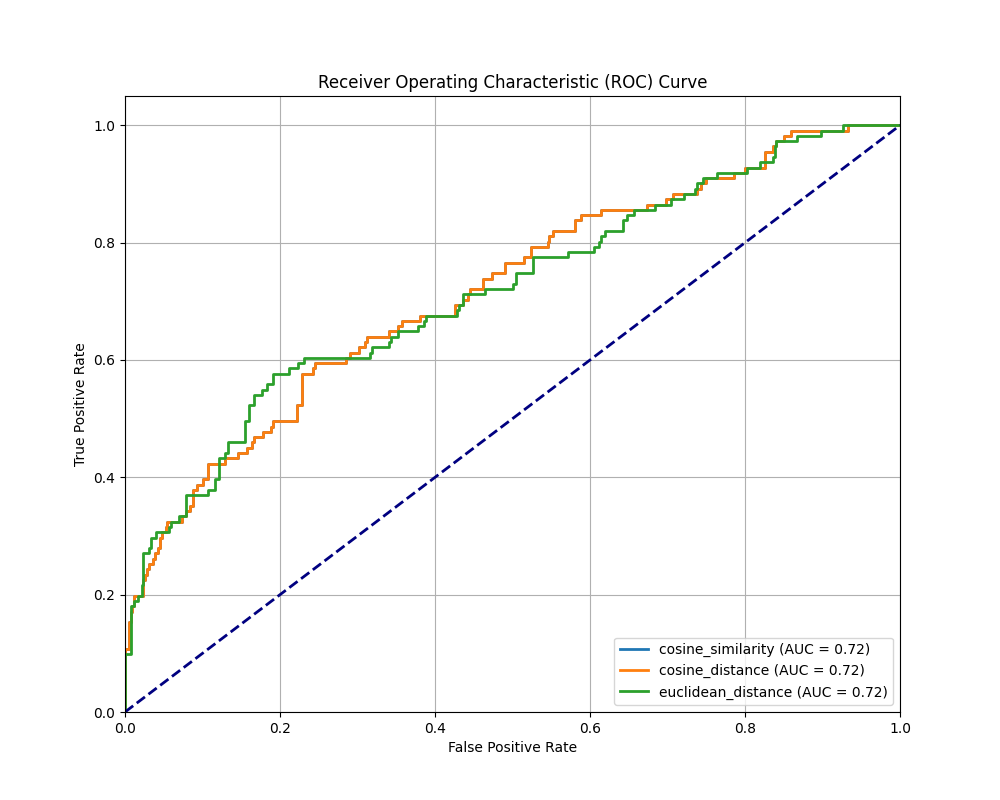 Receiver Operating Characteristic (ROC) Curve
True Positive Rate
1.0
0.8
0.6
0.4
0.2
0.0
cosine_similarity (AUC = 0.72)
cosine_distance (AUC = 0.72)
euclidean_distance (AUC = 0.72)
0.0 0.2 0.4 0.6 0.8 1.0
False Positive Rate